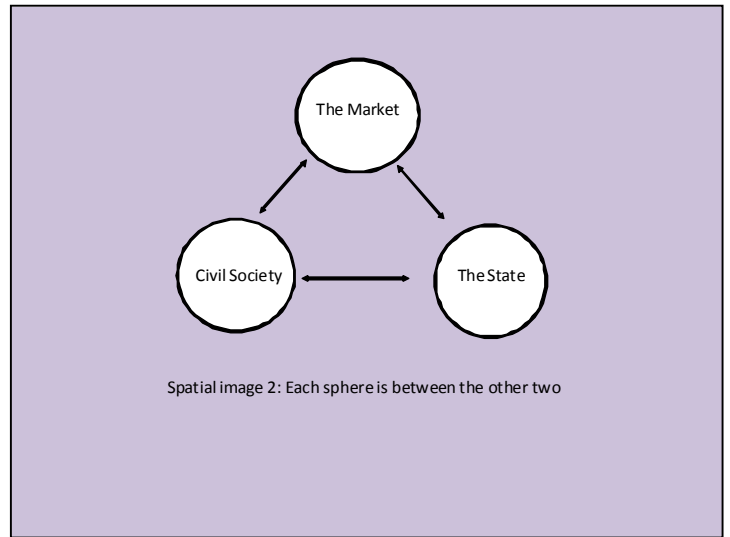 The Market
Civil Society
The State
Spatial image 2: Each sphere is between the other two